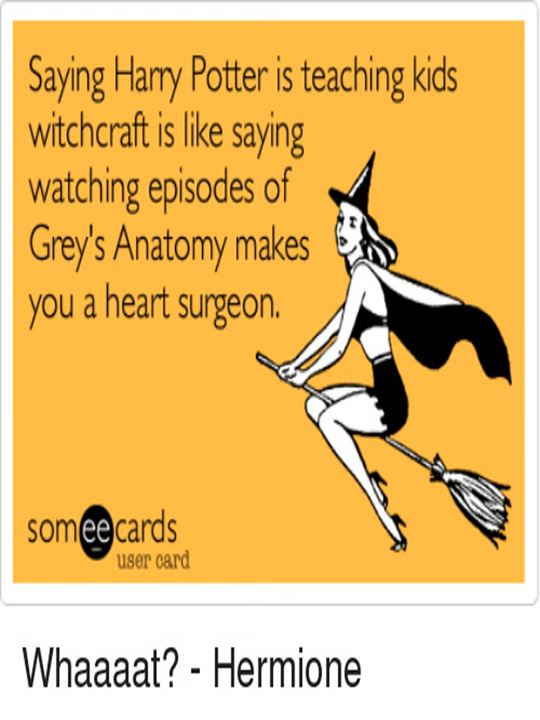 Saying Harry Potter is teaching kids
witchcraft is like saying
watching episodes of
Grey's Anatomy makes
you a heart surgeon.
someecards
user card
Whaaaat? - Hermione